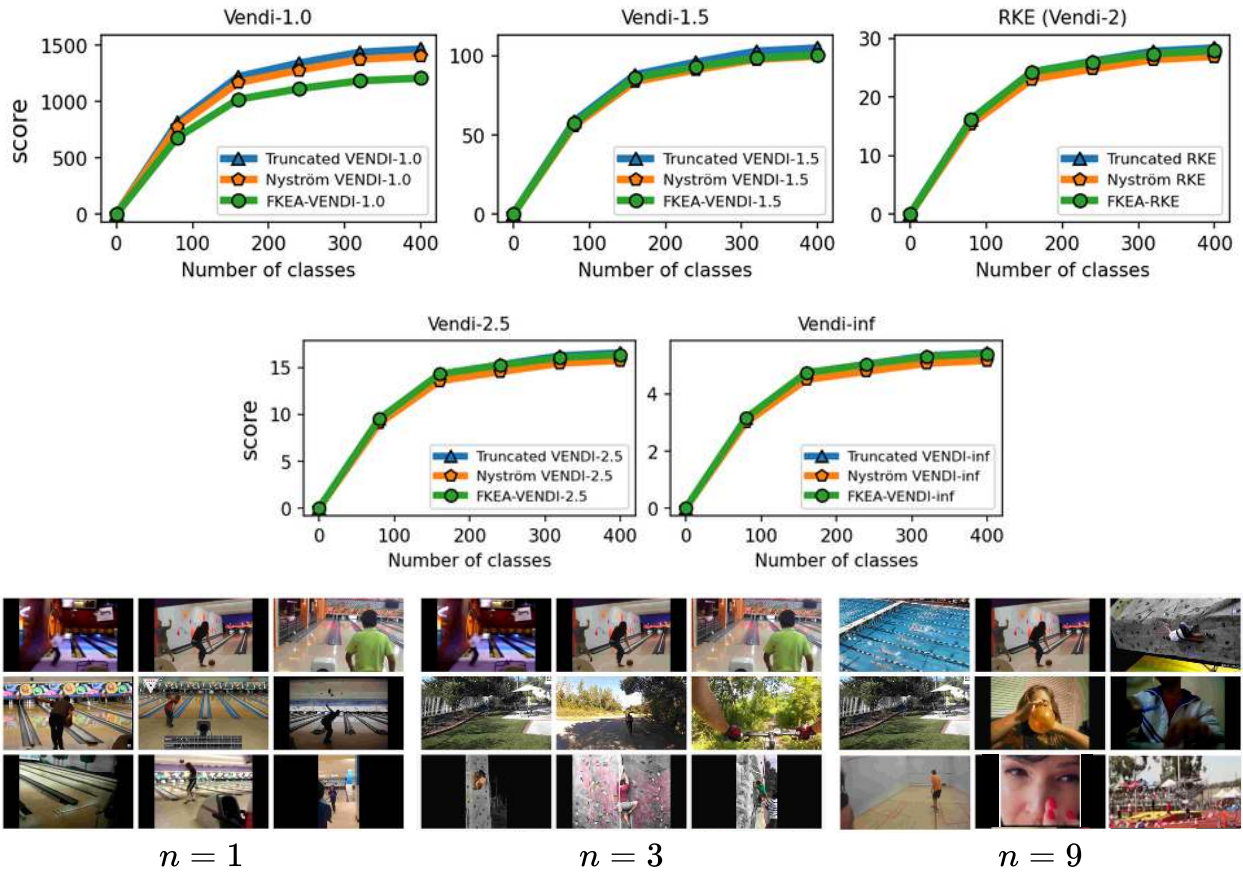 Vendi-1.0
Vendi-1.5
RKE (Vendi-2)
score
1500
1000
500
0
Truncated VENDI-1.0
Nyström VENDI-1.0
FKEA-VENDI-1.0
0 100 200 300 400
Number of classes
100
50
0
Truncated VENDI-1.5
Nyström VENDI-1.5
FKEA-VENDI-1.5
0 100 200 300 400
Number of classes
30
20
10
0
Truncated RKE
Nyström RKE
FKEA-RKE
0 100 200 300 400
Number of classes
Vendi-2.5
Vendi-inf
score
15
10
5
0
Truncated VENDI-2.5
Nyström VENDI-2.5
FKEA-VENDI-2.5
0 100 200 300 400
Number of classes
4
2
0
Truncated VENDI-inf
Nyström VENDI-inf
FKEA-VENDI-inf
0 100 200 300 400
Number of classes
n = 1
n = 3
n = 9